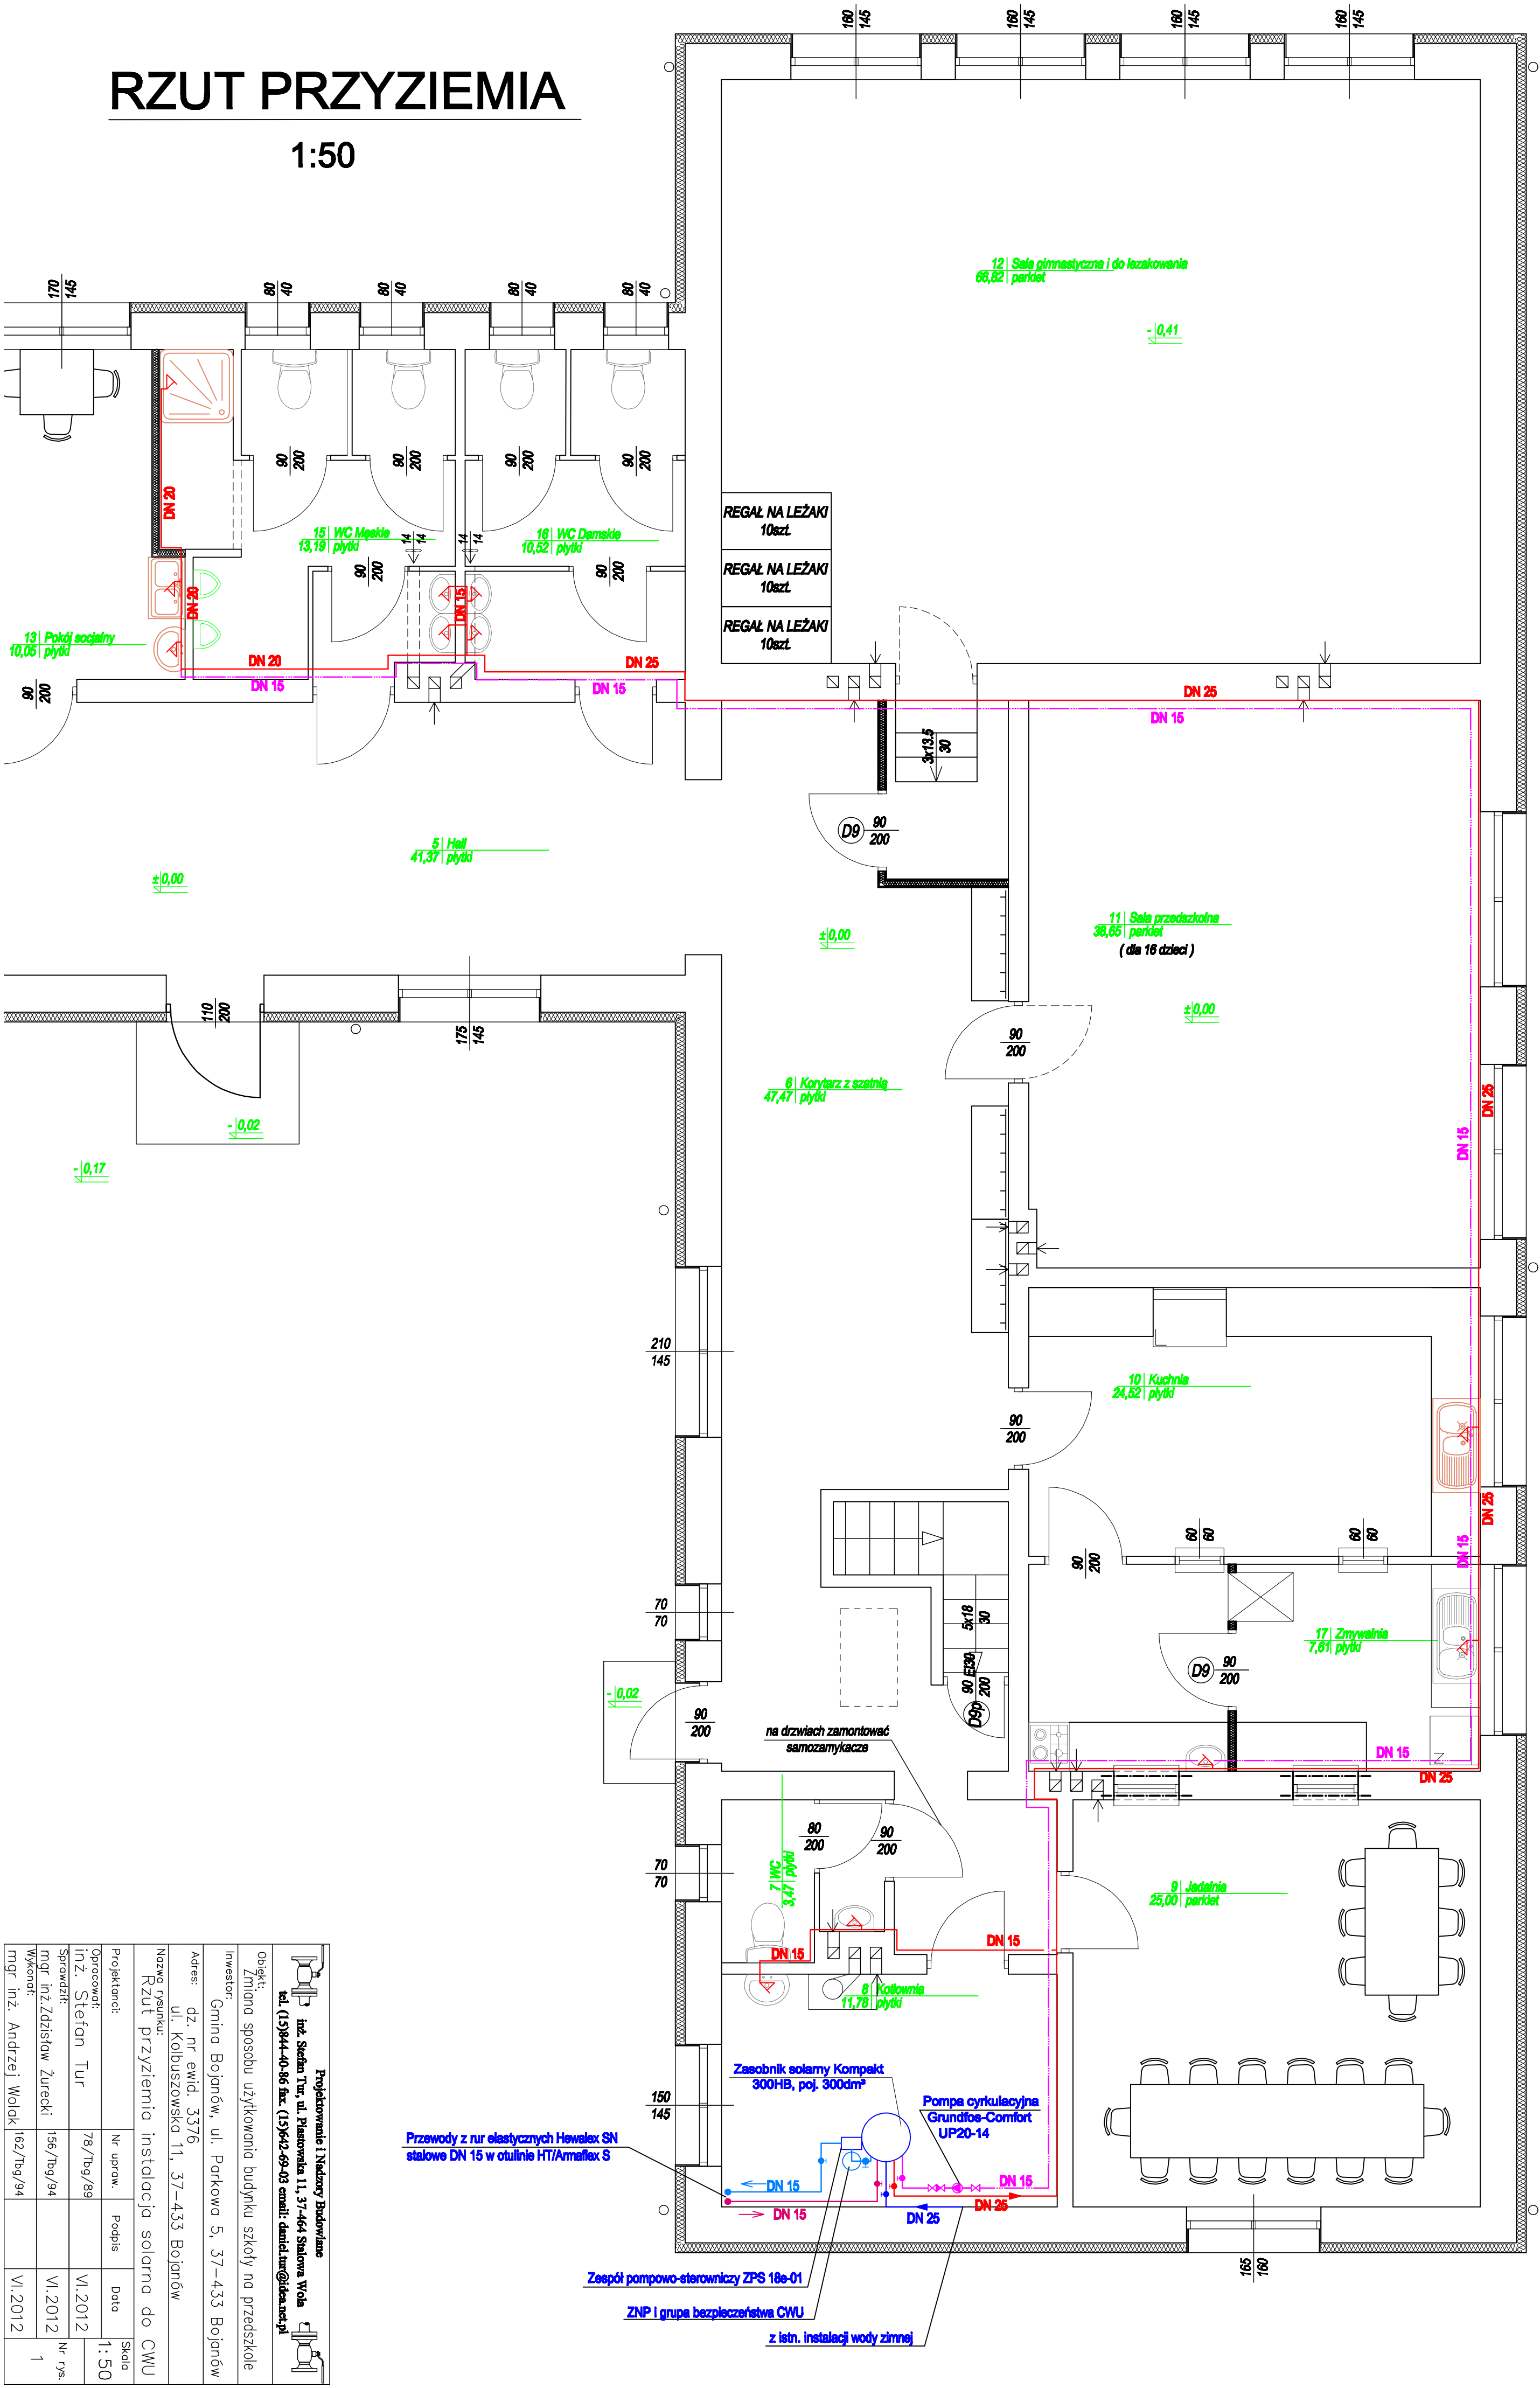 RZUT PRZYZIEMIA
1:50
160 145
160 145
160 145
160 145
12 Sala gimnastyczna i do leżakowania
66,82 parkiet
- 0,41
170 145
80 40
80 40
80 40
80 40
90 200
90 200
90 200
90 200
DN 20
15 WC Męskie
13,19 płytki
14 14
14 14
16 WC Damskie
10,52 płytki
90 200
90 200
REGAŁ NA LEŻAKI
10szt.
REGAŁ NA LEŻAKI
10szt.
REGAŁ NA LEŻAKI
10szt.
DN 20
DN 15
13 Pokój socjalny
10,05 płytki
90 200
DN 20
DN 15
DN 25
DN 15
DN 25
DN 15
3x13.5
30
D9 90
200
5 Hall
41,37 płytki
±0,00
±0,00
11 Sala przedszkolna
38,65 parkiet
( dla 16 dzieci )
±0,00
110 200
175 145
90
200
- 0,02
- 0,17
6 Korytarz z szatnią
47,47 płytki
DN 25
DN 15
210
145
10 Kuchnia
24,52 płytki
90
200
DN 25
DN 15
60 60
60 60
90 200
70
70
5x18
30
90 EI30
200
D9p
17 Zmywalnia
7,61 płytki
D9 90
200
- 0,02
90
200
na drzwiach zamontować
samozamykacze
Z
DN 15
DN 25
80
200
90
200
70
70
7 WC
3,47 płytki
9 Jadalnia
25,00 parkiet
DN 15
DN 15
8 Kotłownia
11,78 płytki
150
145
Zasobnik solarny Kompakt
300HB, poj. 300dm³
Pompa cyrkulacyjna
Grundfos-Comfort
UP20-14
Przewody z rur elastycznych Hewalex SN
stalowe DN 15 w otulinie HT/Armaflex S
DN 15
DN 15
DN 15
DN 25
DN 25
165 160
Zespół pompowo-sterowniczy ZPS 18e-01
ZNP i grupa bezpieczeństwa CWU
z istn. instalacji wody zimnej
Projektowanie i Nadzory Budowlane
inż. Stefan Tur, ul. Piastowska 11, 37-464 Stalowa Wola
tel. (15)844-40-86 fax. (15)642-69-03 email: daniel.tur@idea.net.pl
Obiekt:
Zmiana sposobu użytkowania budynku szkoły na przedszkole
Inwestor:
Gmina Bojanów, ul. Parkowa 5, 37-433 Bojanów
Adres:
dz. nr ewid. 3376
ul. Kolbuszowska 11, 37-433 Bojanów
Nazwa rysunku:
Rzut przyziemia instalacja solarna do CWU
Projektanci: Nr upraw. Podpis Data Skala
1:50
Opracował:
inż. Stefan Tur 78/Tbg/89 VI.2012
Sprawdził:
mgr inż.Zdzisław Żurecki 156/Tbg/94 VI.2012
Nr rys.
1
Wykonał:
mgr inż. Andrzej Wolak 162/Tbg/94 VI.2012